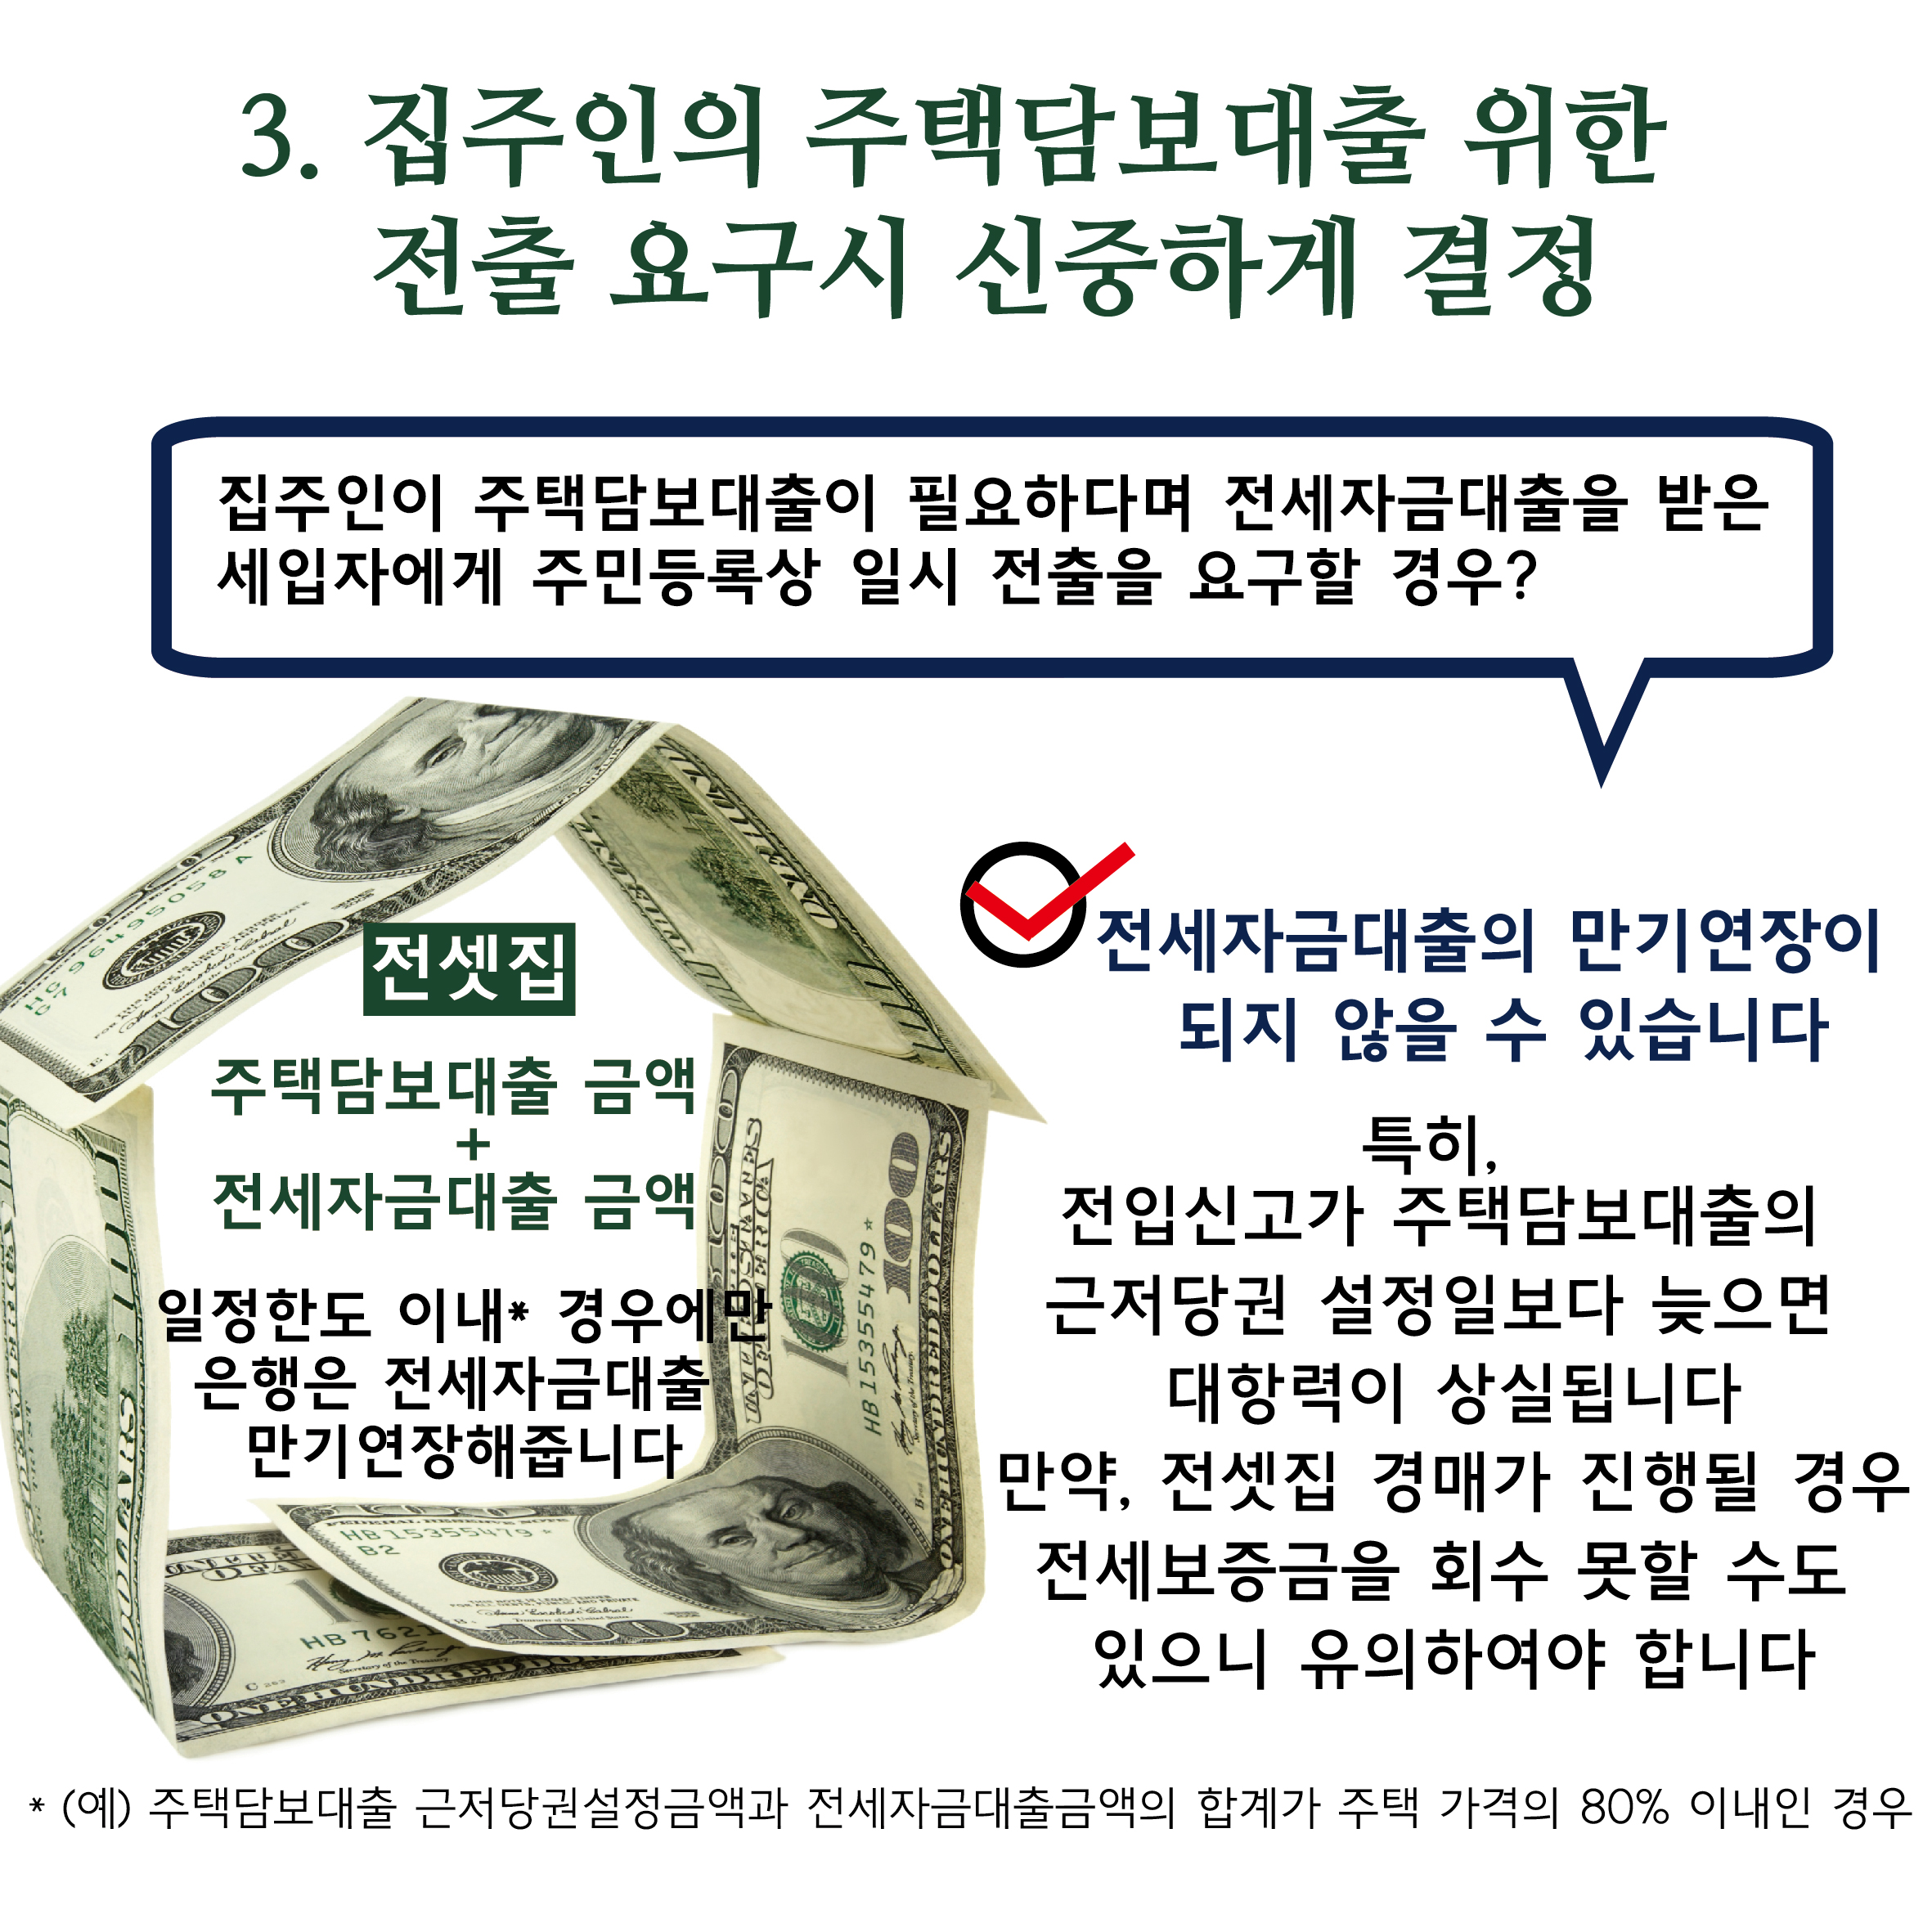 3. 집주인의 주택담보대출 위한
전출 요구시 신중하게 결정
집주인이 주택담보대출이 필요하다며 전세자금대출을 받은
세입자에게 주민등록상 일시 전출을 요구할 경우?
전셋집
주택담보대출 금액
+
전세자금대출 금액
일정한도 이내* 경우에만
은행은 전세자금대출
만기연장해줍니다
전세자금대출의 만기연장이
되지 않을 수 있습니다
특히,
전입신고가 주택담보대출의
근저당권 설정일보다 늦으면
대항력이 상실됩니다
만약, 전셋집 경매가 진행될 경우
전세보증금을 회수 못할 수도
있으니 유의하여야 합니다
HB 15355479 *
100
HB 15355479 *
B2
* (예) 주택담보대출 근저당권설정금액과 전세자금대출금액의 합계가 주택 가격의 80% 이내인 경우